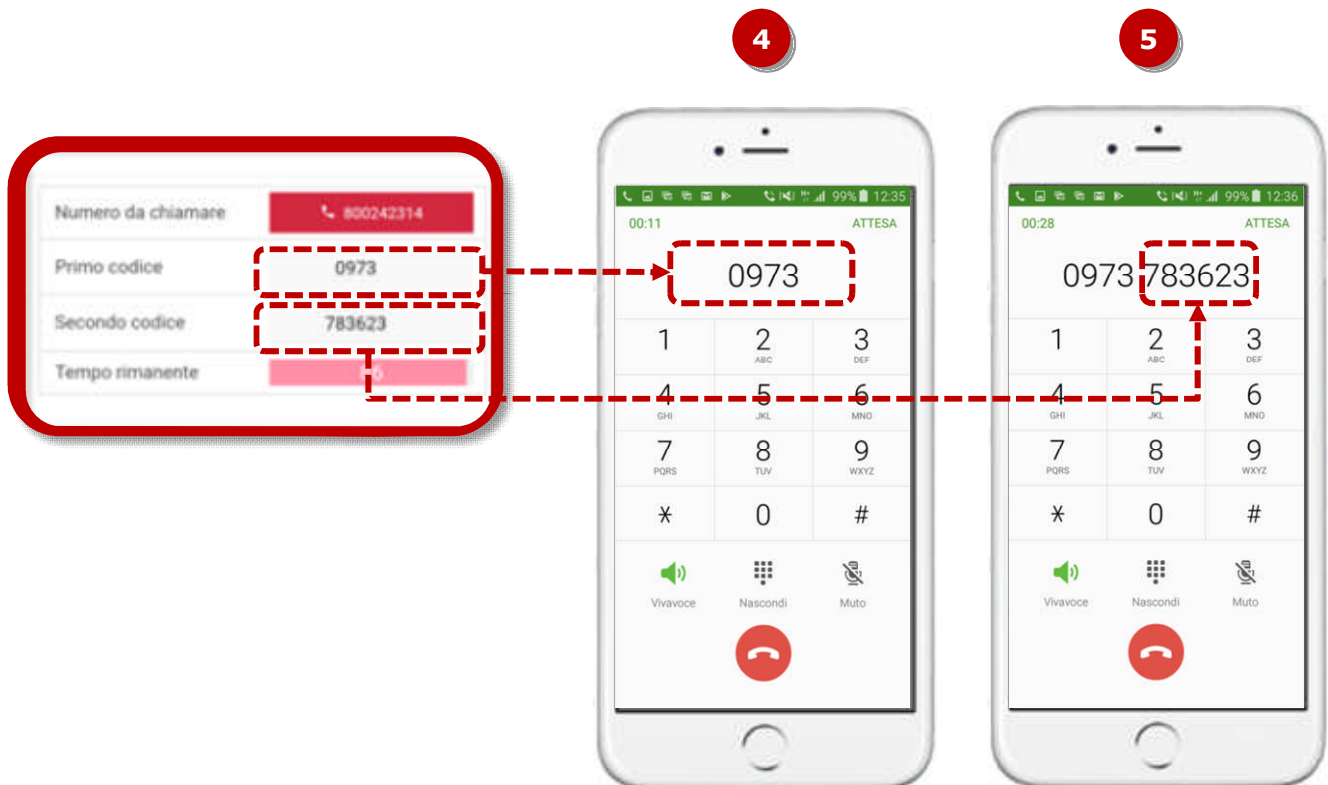 4
5
Numero da chiamare 800242314
Primo codice 0973
Secondo codice 783623
Tempo rimanente
99% 12:35
00:11 ATTESA
0973
1 2 3
ABC DEF
4 5 6
GHI JKL MNO
7 8 9
PQRS TUV WXYZ
* 0 #
Vivavoce Nascondi Muto
99% 12:36
00:28 ATTESA
0973 783623
1 2 3
ABC DEF
4 5 6
GHI JKL MNO
7 8 9
PQRS TUV WXYZ
* 0 #
Vivavoce Nascondi Muto